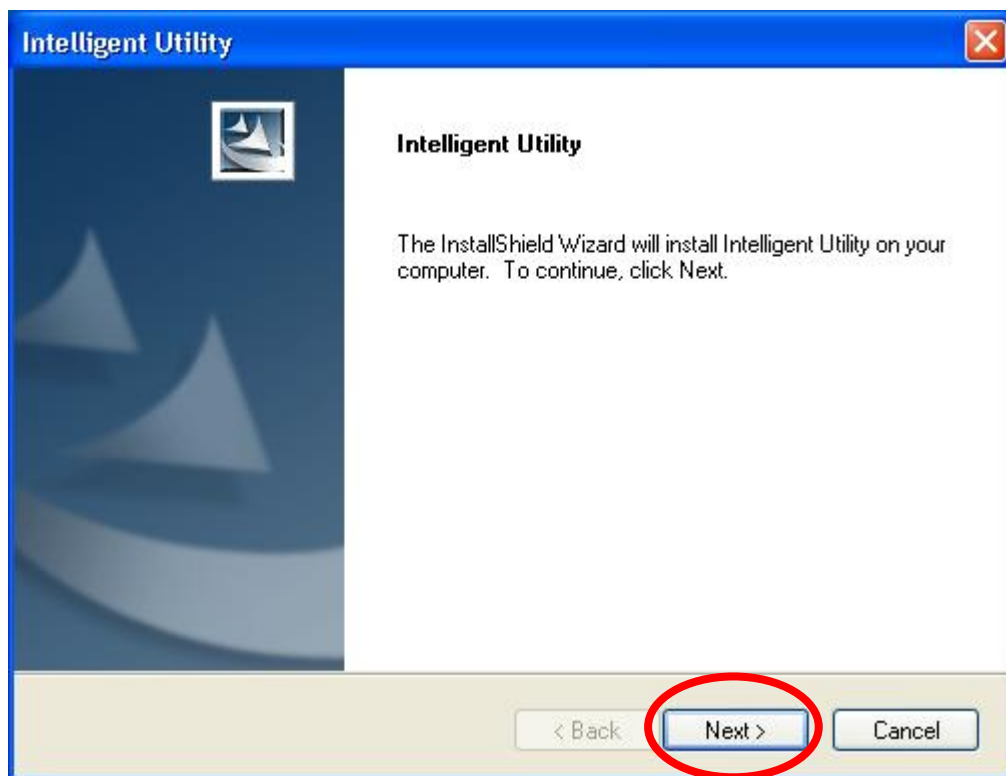 Intelligent Utility
Intelligent Utility
The InstallShield Wizard will install Intelligent Utility on your
computer. To continue, click Next.
< Back
Next >
Cancel